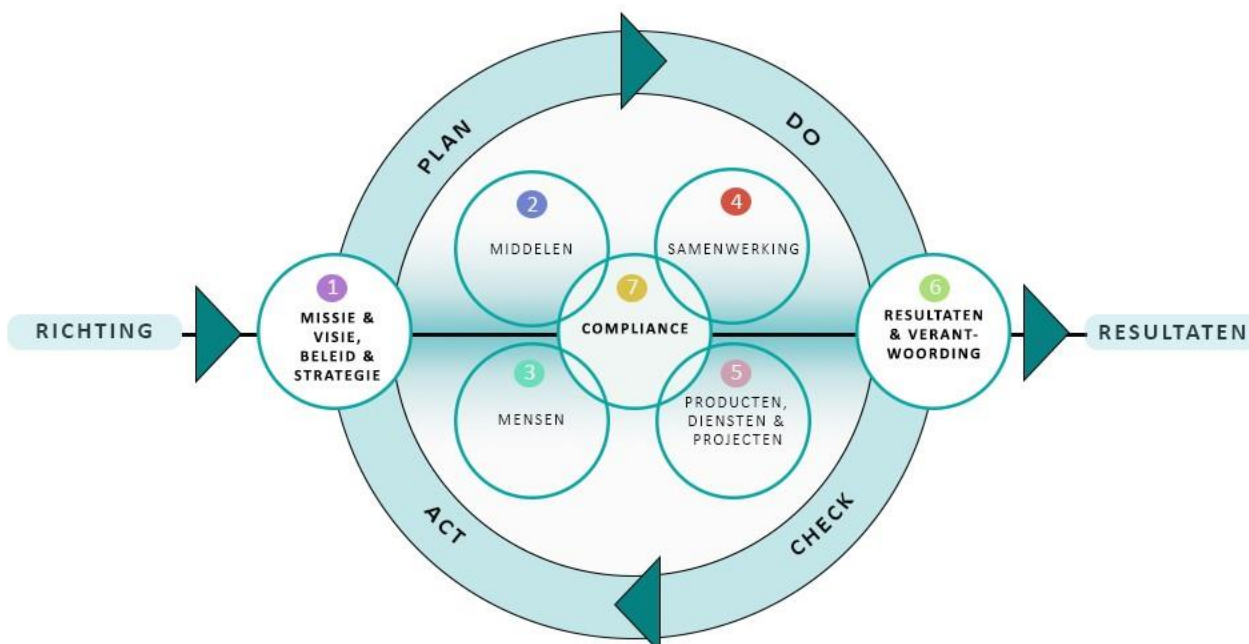 PLAN
DO
2
MIDDELEN
4
SAMENWERKING
RICHTING
1
MISSIE &
VISIE,
BELEID &
STRATEGIE
7
COMPLIANCE
6
RESULTATEN
& VERANT-
WOORDING
RESULTATEN
3
MENSEN
5
PRODUCTEN,
DIENSTEN &
PROJECTEN
ACT
CHECK